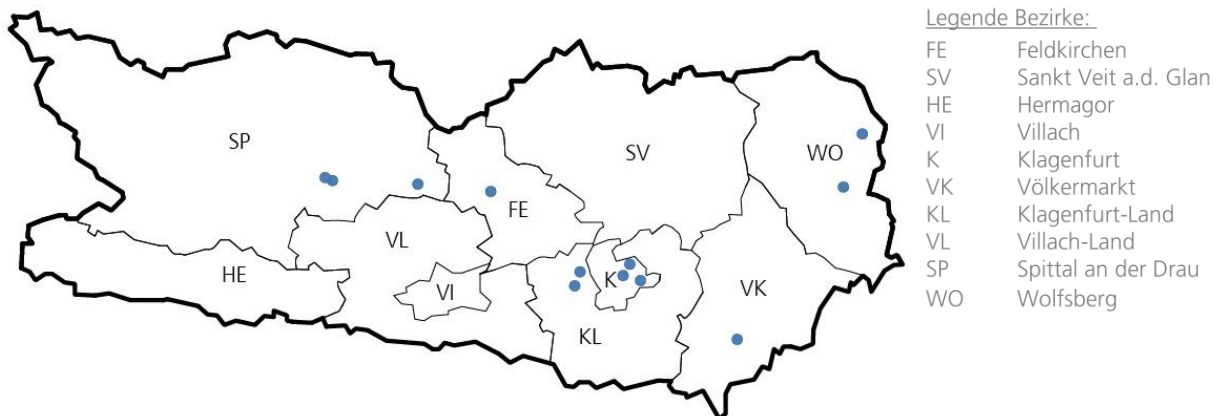 SP
FE
SV
WO
HE
VL
VI
K
KL
VK
Legende Bezirke:
FE Feldkirchen
SV Sankt Veit a.d. Glan
HE Hermagor
VI Villach
K Klagenfurt
VK Völkermarkt
KL Klagenfurt-Land
VL Villach-Land
SP Spittal an der Drau
WO Wolfsberg